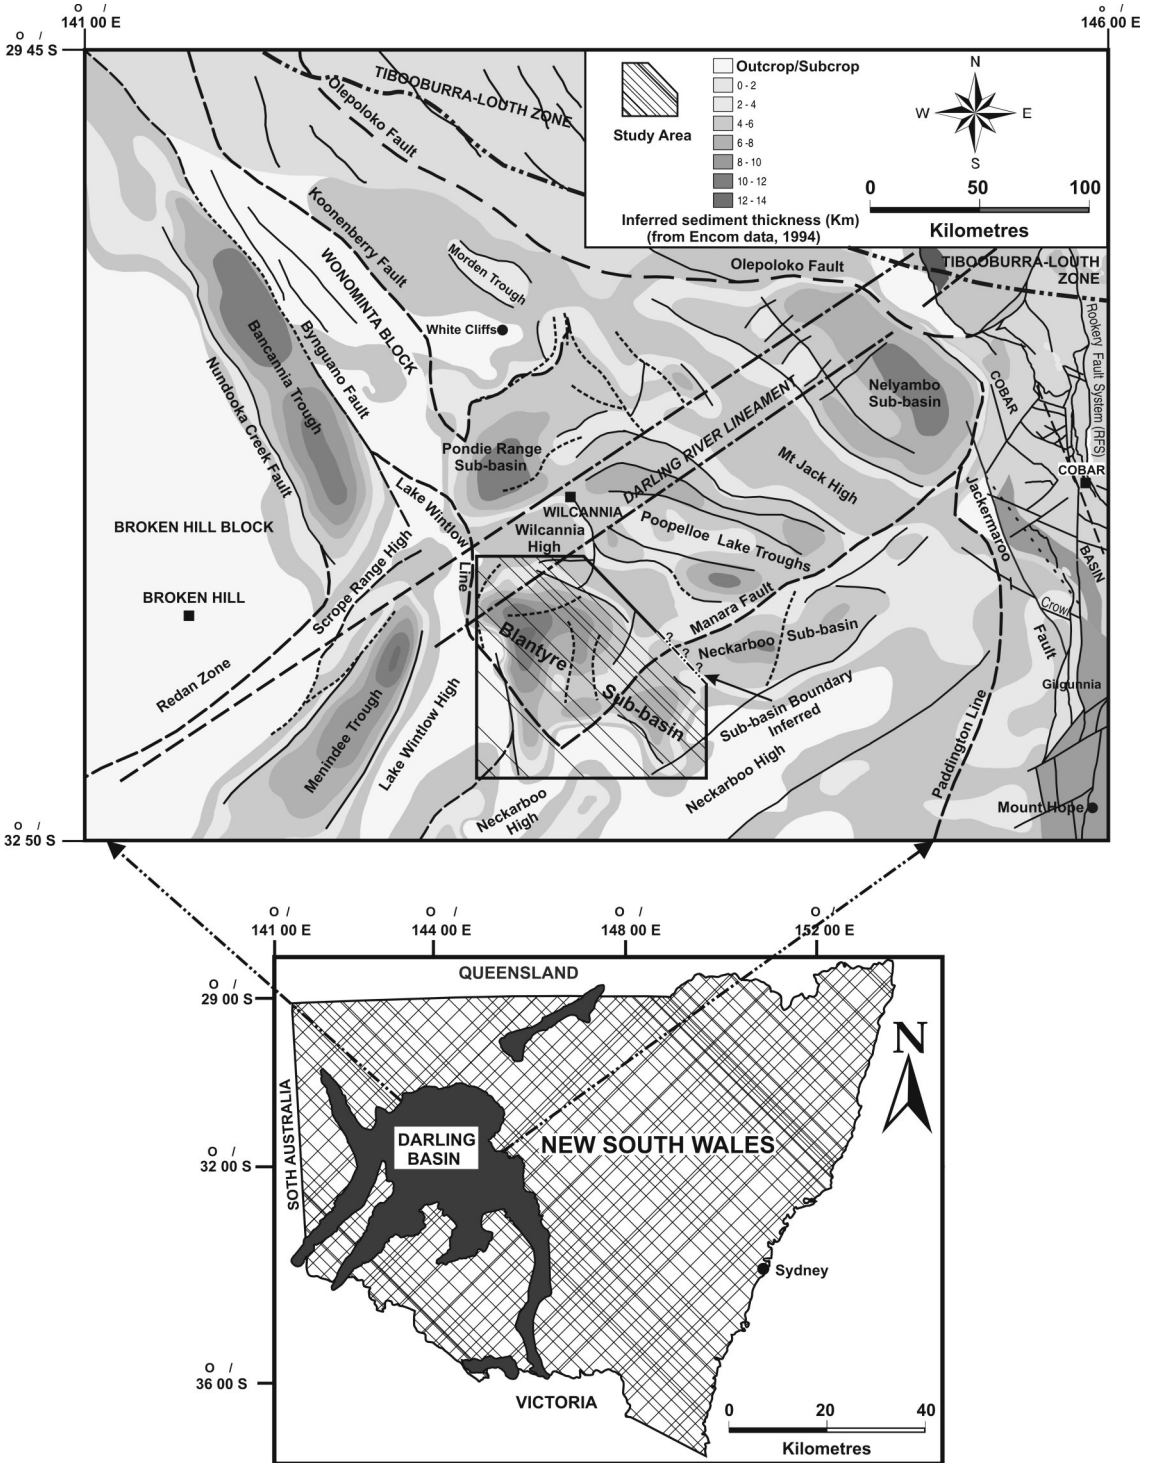 O / O /
141 00 E 146 00 E
O /
29 45 S
TIBOOBURRA-LOUTH ZONE
Olepoloko Fault
Study Area
Outcrop/Subcrop
0 - 2
2 - 4
4 -6
6 -8
8 - 10
10 - 12
12 - 14
Inferred sediment thickness (Km)
(from Encom data, 1994)
N
W E
S
0 50 100
Kilometres
Koonenberry Fault
WONOMINTA BLOCK
Morden Trough
White Cliffs
Olepoloko Fault
TIBOOBURRA-LOUTH
ZONE
Rookery Fault System (RFS)
Bancannia Trough
Bynguano Fault
Nundooka Creek Fault
Nelyambo
Sub-basin
COBAR
DARLING RIVER LINEAMENT
Mt Jack High
Pondie Range
Sub-basin
COBAR
Lake Wintlow
Line
WILCANNIA
Wilcannia
High
Poopelloe Lake Troughs
Jackermaroo
Fault
BASIN
BROKEN HILL BLOCK
BROKEN HILL
Scrope Range High
Manara Fault
Crowl
Redan Zone
Blantyre
Sub-basin
Neckarboo Sub-basin
?
?
?
Sub-basin Boundary
Inferred
Gilgunnia
Menindee Trough
Lake Wintlow High
Neckarboo High
Paddington Line
Neckarboo
High
Mount Hope
O /
32 50 S
O / O / O / O /
141 00 E 144 00 E 148 00 E 152 00 E
QUEENSLAND
O /
29 00 S
N
SOTH AUSTRALIA
DARLING
BASIN
NEW SOUTH WALES
O /
32 00 S
Sydney
O /
36 00 S
VICTORIA
0 20 40
Kilometres